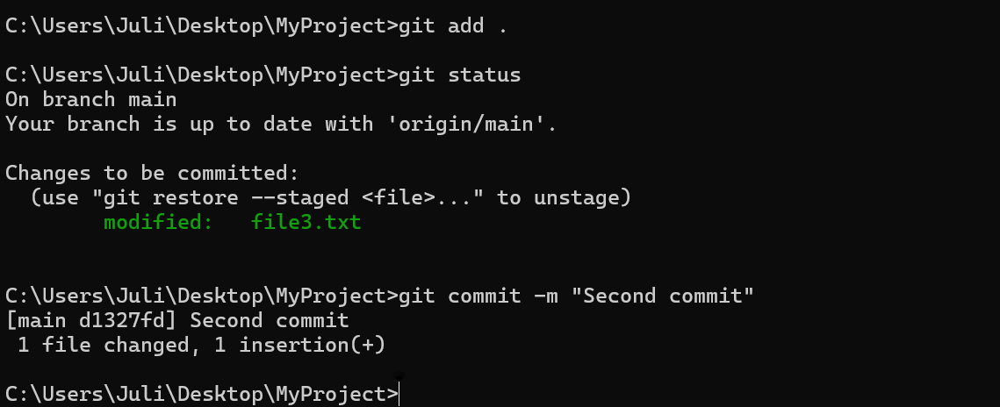 C:\Users\Juli\Desktop\MyProject>git add .
C:\Users\Juli\Desktop\MyProject>git status
On branch main
Your branch is up to date with 'origin/main'.
Changes to be committed:
  (use "git restore --staged <file>..." to unstage)
        modified:   file3.txt
C:\Users\Juli\Desktop\MyProject>git commit -m "Second commit"
[main d1327fd] Second commit
 1 file changed, 1 insertion(+)
C:\Users\Juli\Desktop\MyProject>